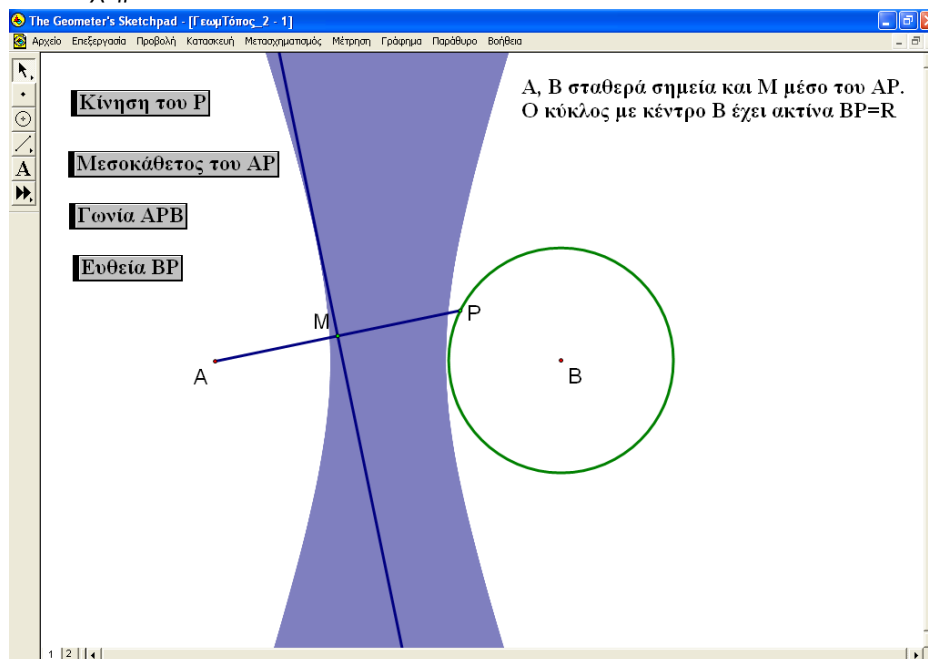 The Geometer's Sketchpad - [ΓεωμΤόπος_2 - 1]
Αρχείο Επεξεργασία Προβολή Κατασκευή Μετασχηματισμός Μέτρηση Γράφημα Παράθυρο Βοήθεια
Α, Β σταθερά σημεία και Μ μέσο του ΑΡ.
Ο κύκλος με κέντρο Β έχει ακτίνα ΒΡ=R
Κίνηση του Ρ
Μεσοκάθετος του ΑΡ
Γωνία ΑΡΒ
Ευθεία ΒΡ
A
M
P
A
B
1 2